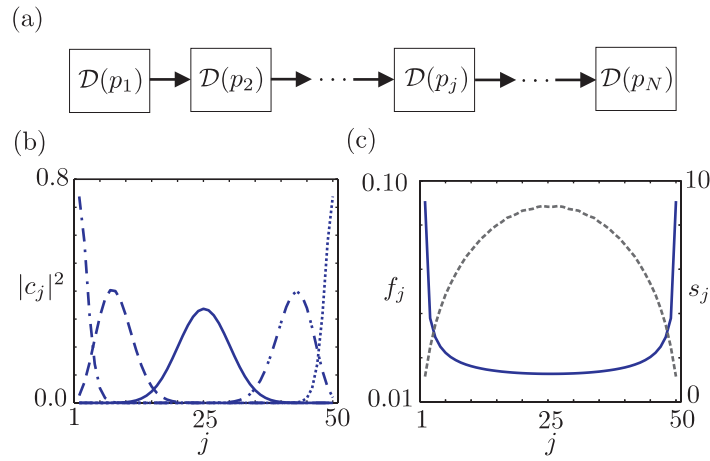 (a)
𝒟(p₁) 𝒟(p₂) ··· 𝒟(pⱼ) ··· 𝒟(p_N)
(b)
0.8
|cⱼ|²
0.0
1 25 50
j
(c)
0.10 10
fⱼ sⱼ
0.01 0
1 25 50
j